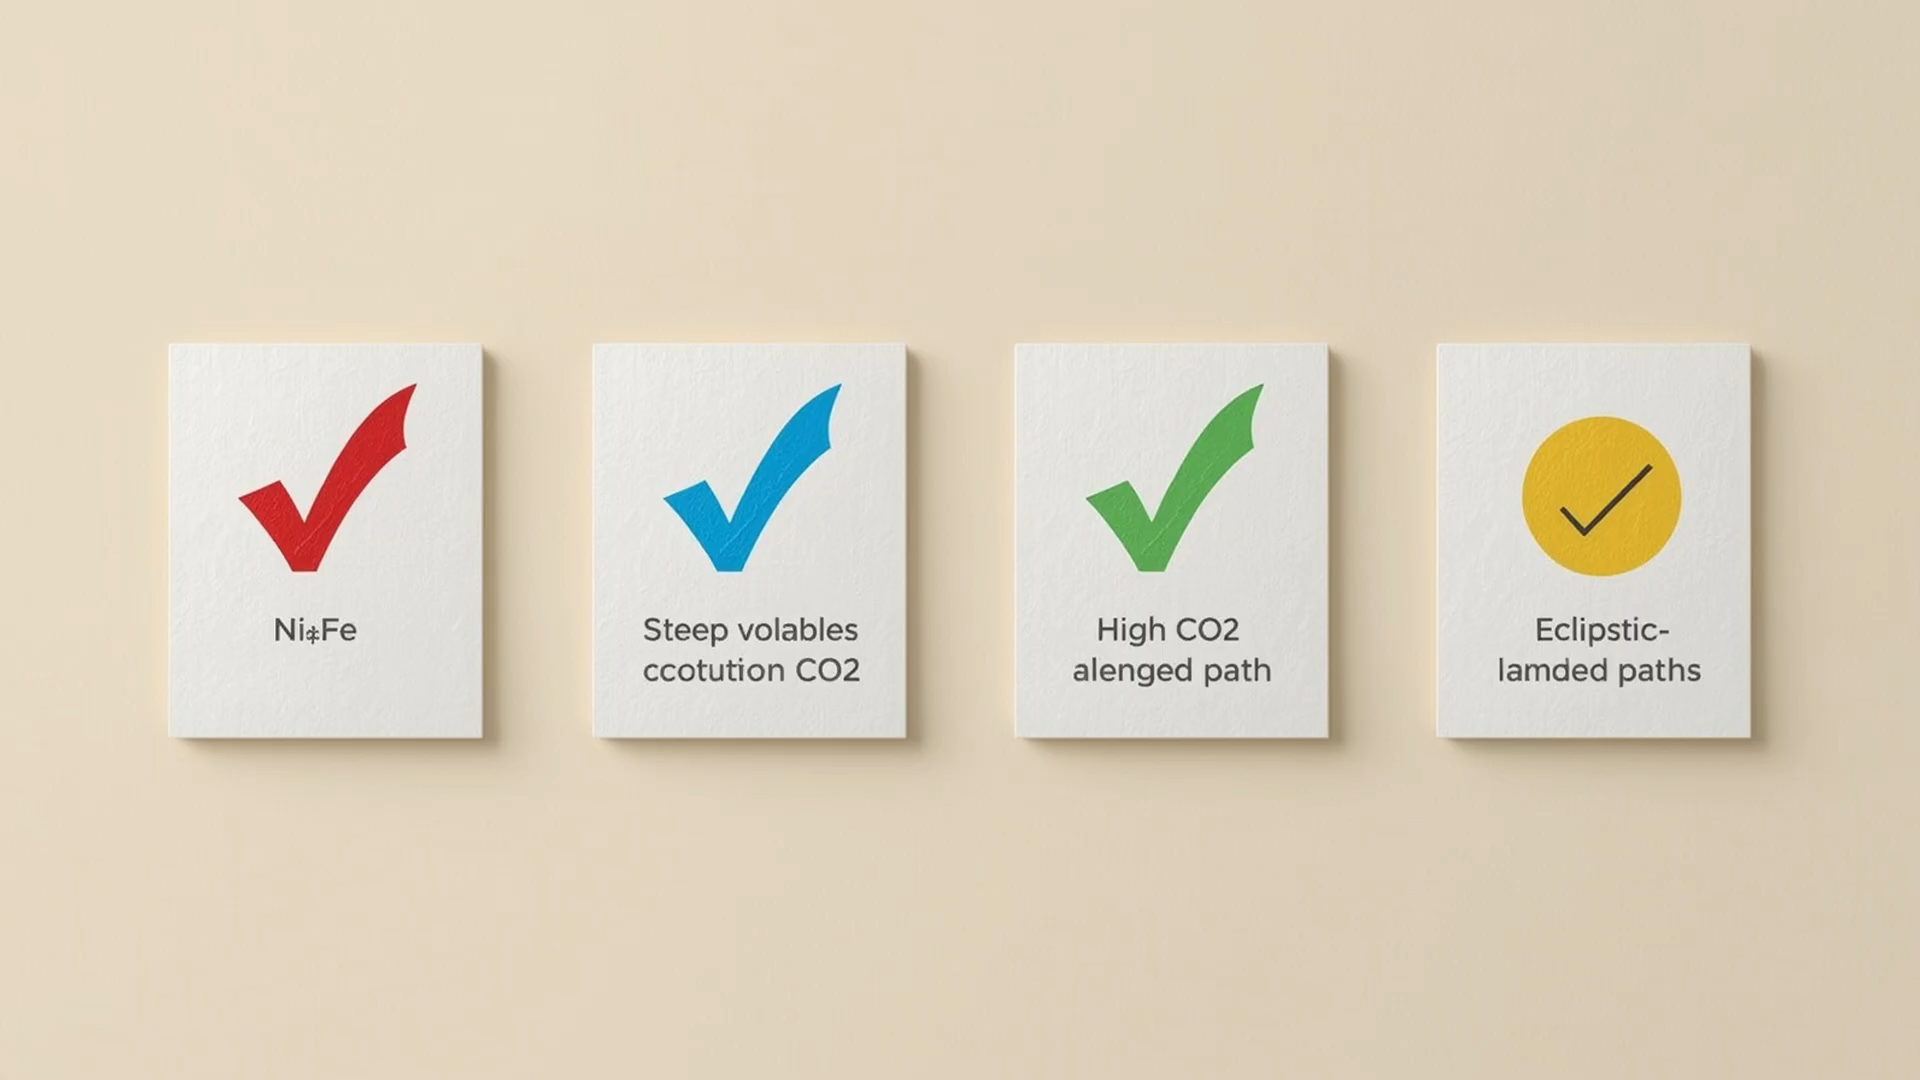 Ni⚹Fe
Steep volables
ccotution CO2
High CO2
alenged path
Eclipstic-
lamded paths